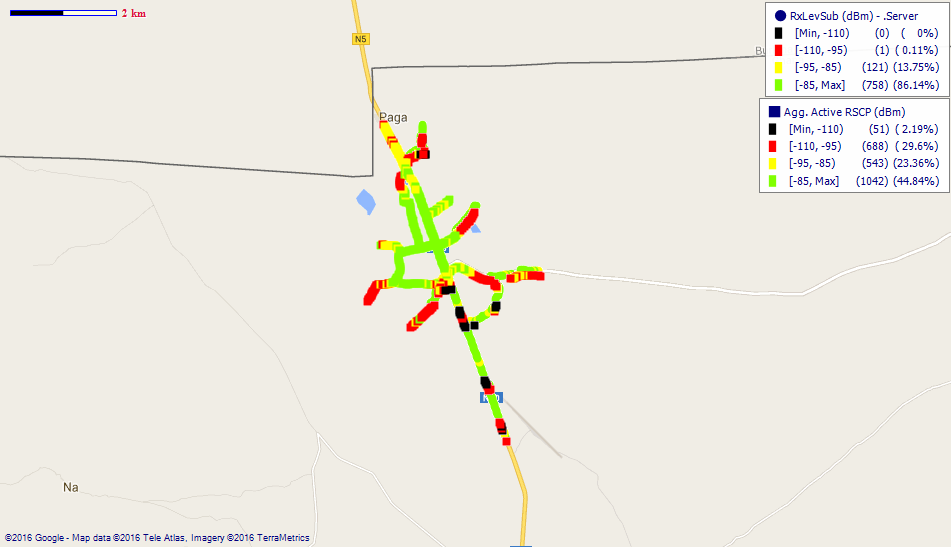 2 km
N5
RxLevSub (dBm) - .Server
[Min, -110) (0) ( 0%)
[-110, -95) (1) ( 0.11%)
[-95, -85) (121) (13.75%)
[-85, Max] (758) (86.14%)
Agg. Active RSCP (dBm)
[Min, -110) (51) ( 2.19%)
[-110, -95) (688) ( 29.6%)
[-95, -85) (543) (23.36%)
[-85, Max] (1042) (44.84%)
Paga
Na
©2016 Google - Map data ©2016 Tele Atlas, Imagery ©2016 TerraMetrics